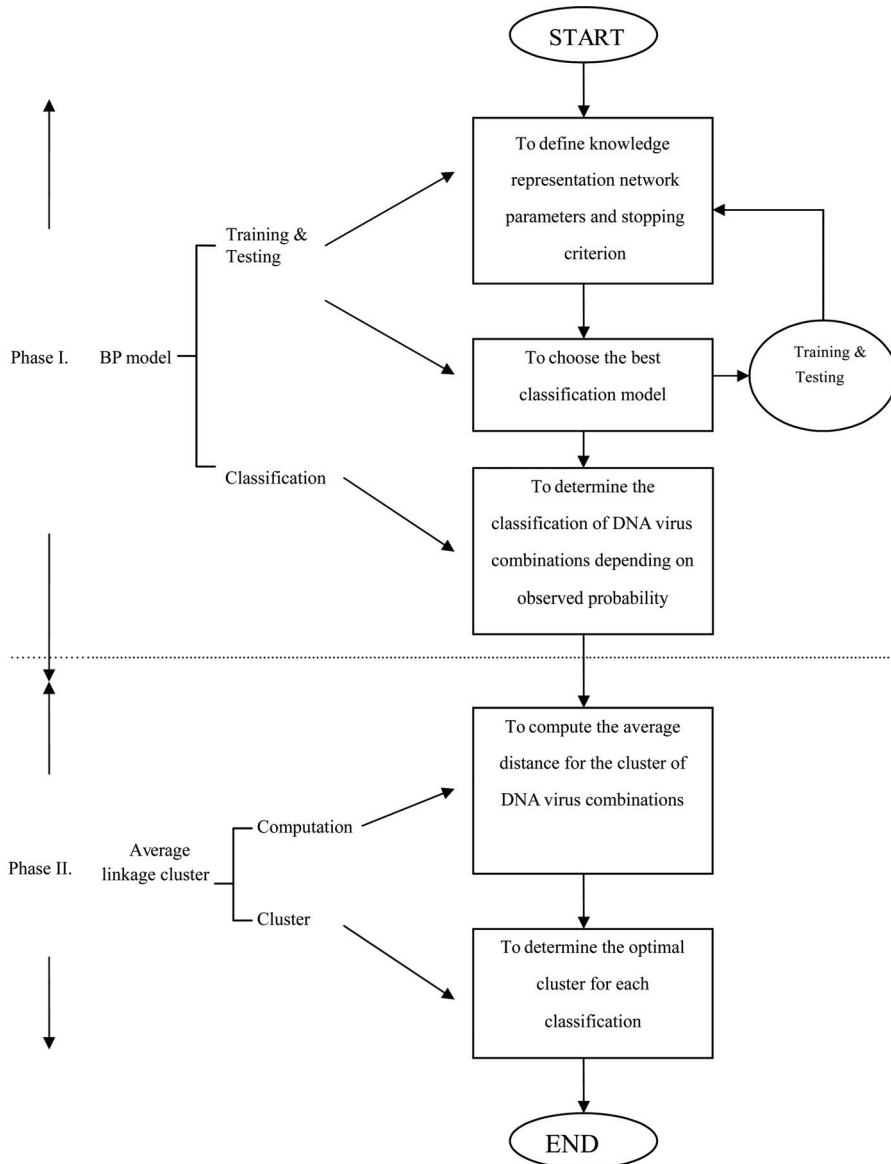 START
To define knowledge
representation network
parameters and stopping
criterion
Training &
Testing
Phase I.
BP model
To choose the best
classification model
Training &
Testing
Classification
To determine the
classification of DNA virus
combinations depending on
observed probability
To compute the average
distance for the cluster of
DNA virus combinations
Computation
Phase II.
Average
linkage cluster
Cluster
To determine the optimal
cluster for each
classification
END